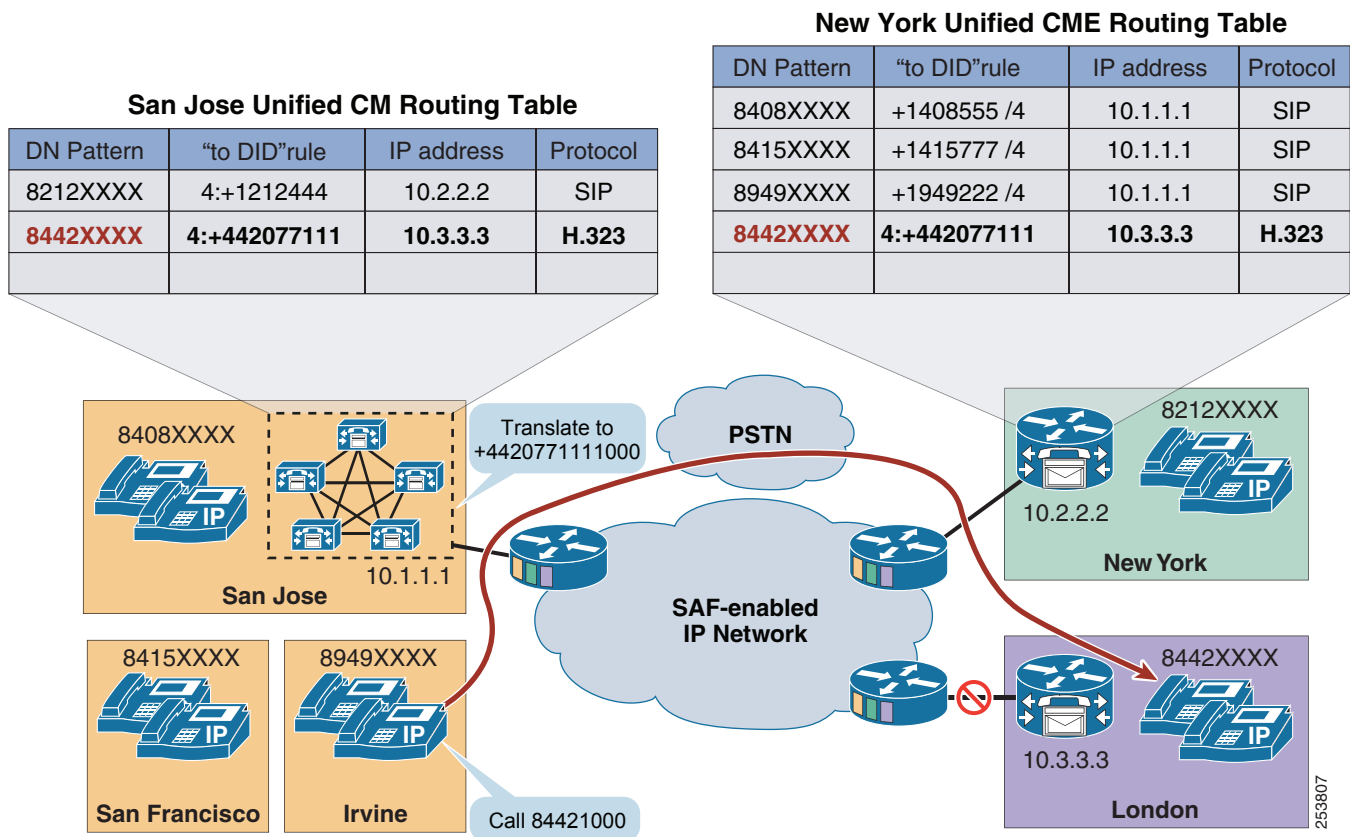 New York Unified CME Routing Table
DN Pattern “to DID”rule IP address Protocol
8408XXXX +1408555 /4 10.1.1.1 SIP
8415XXXX +1415777 /4 10.1.1.1 SIP
8949XXXX +1949222 /4 10.1.1.1 SIP
8442XXXX 4:+442077111 10.3.3.3 H.323
San Jose Unified CM Routing Table
DN Pattern “to DID”rule IP address Protocol
8212XXXX 4:+1212444 10.2.2.2 SIP
8442XXXX 4:+442077111 10.3.3.3 H.323
8408XXXX
IP
10.1.1.1
San Jose
Translate to
+4420771111000
PSTN
8212XXXX
IP
10.2.2.2
New York
SAF-enabled
IP Network
8415XXXX
IP
San Francisco
8949XXXX
IP
Irvine
Call 84421000
8442XXXX
IP
10.3.3.3
London
253807